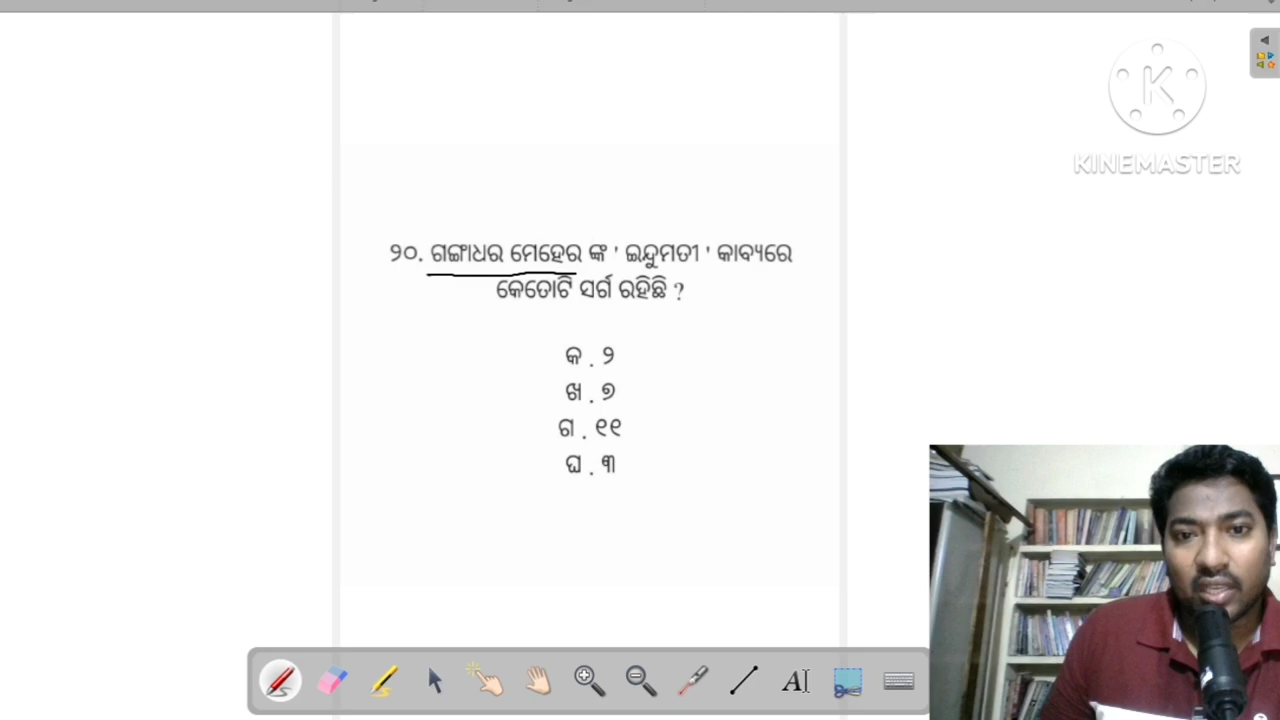 KINEMASTER
୨୦. ଗଙ୍ଗାଧର ମେହେର ଙ୍କ ' ଇନ୍ଦୁମତୀ ' କାବ୍ୟରେ
କେତୋଟି ସର୍ଗ ରହିଛି ?
କ . ୨
ଖ . ୭
ଗ . ୧୧
ଘ . ୩